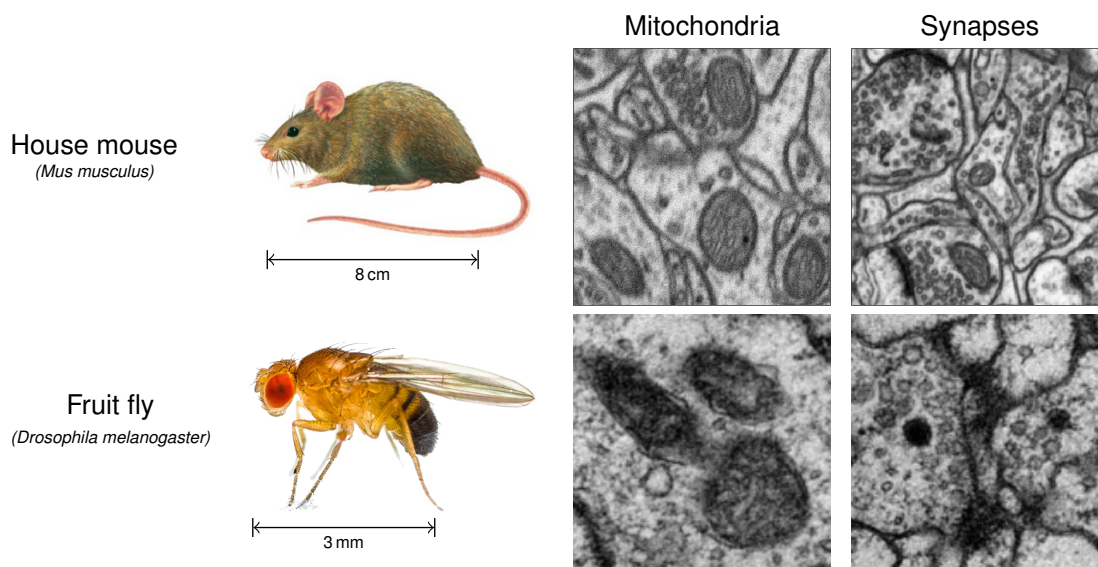 Mitochondria
Synapses
House mouse
(Mus musculus)
8 cm
Fruit fly
(Drosophila melanogaster)
3 mm